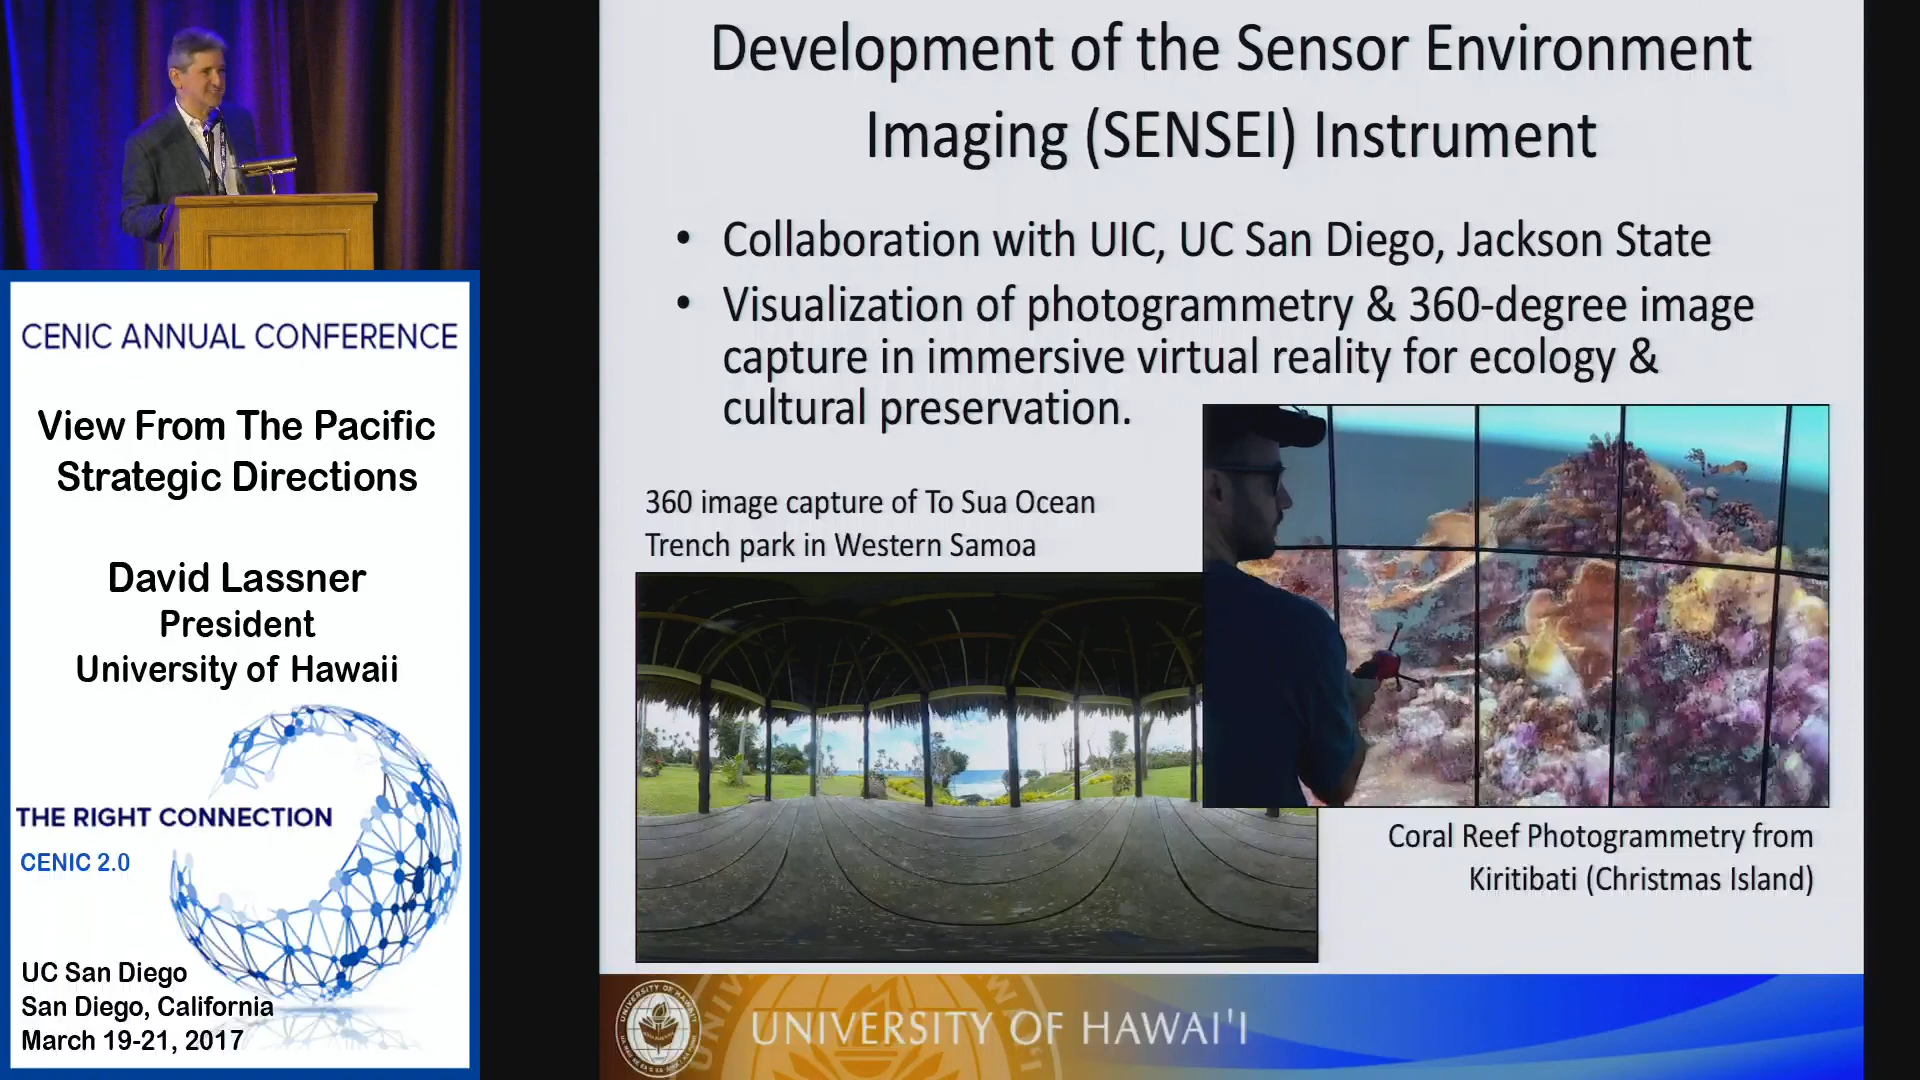 CENIC ANNUAL CONFERENCE
View From The Pacific
Strategic Directions
David Lassner
President
University of Hawaii
THE RIGHT CONNECTION
CENIC 2.0
UC San Diego
San Diego, California
March 19-21, 2017
Development of the Sensor Environment
Imaging (SENSEI) Instrument
• Collaboration with UIC, UC San Diego, Jackson State
• Visualization of photogrammetry & 360-degree image
capture in immersive virtual reality for ecology &
cultural preservation.
360 image capture of To Sua Ocean
Trench park in Western Samoa
Coral Reef Photogrammetry from
Kiritibati (Christmas Island)
UNIVERSITY OF HAWAI'I